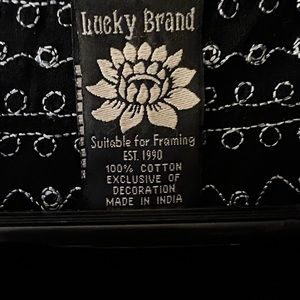 Lucky Brand
Suitable for Framing
EST. 1990
100% COTTON
EXCLUSIVE OF
DECORATION
MADE IN INDIA